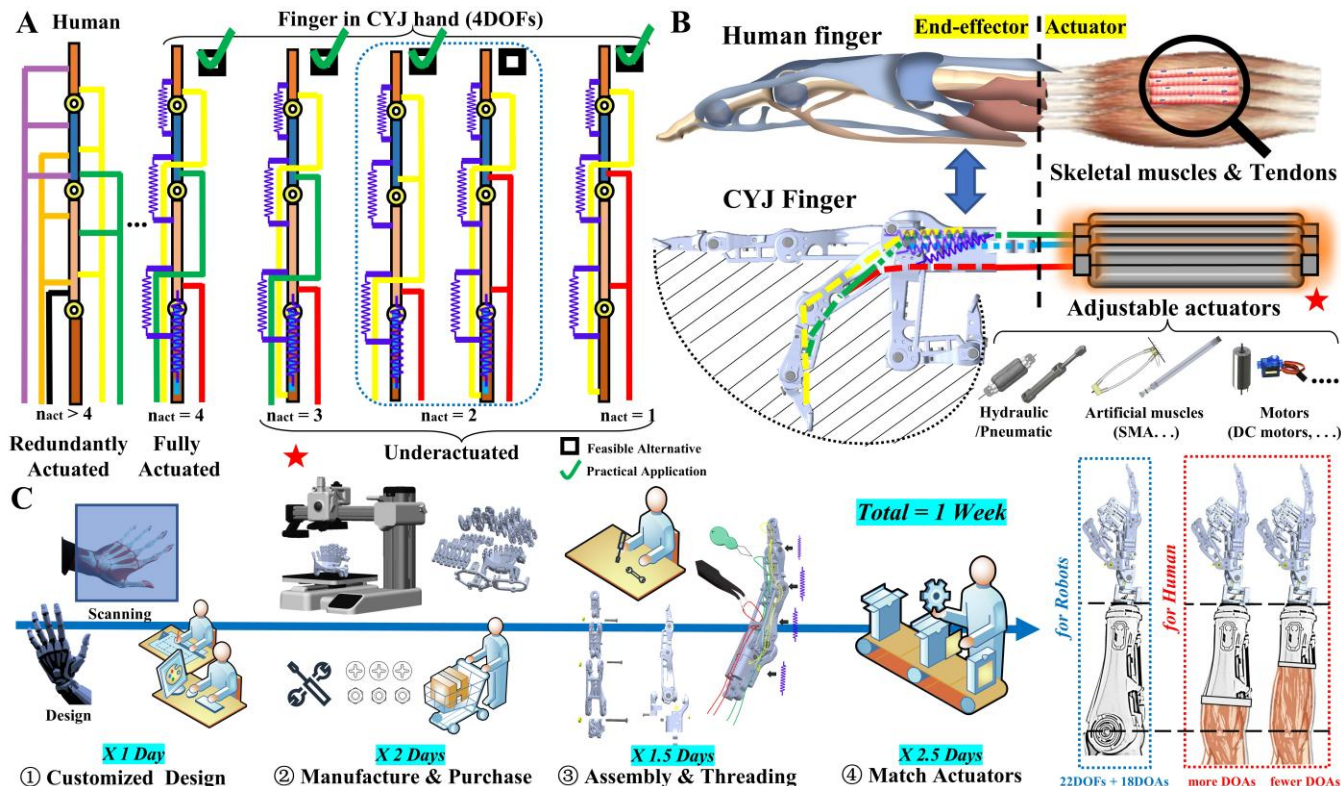 A
Human
Finger in CYJ hand (4DOFs)
...
nact > 4
nact = 4
nact = 3
nact = 2
nact = 1
Redundantly
Actuated
Fully
Actuated
Underactuated
Feasible Alternative
Practical Application
B
End-effector
Actuator
Human finger
Skeletal muscles & Tendons
CYJ Finger
Adjustable actuators
Hydraulic
/Pneumatic
Artificial muscles
(SMA. . .)
Motors
(DC motors, . . .)
C
Scanning
Design
X 1 Day
① Customized Design
X 2 Days
② Manufacture & Purchase
X 1.5 Days
③ Assembly & Threading
Total = 1 Week
X 2.5 Days
④ Match Actuators
for Robots
for Human
22DOFs + 18DOAs
more DOAs
fewer DOAs